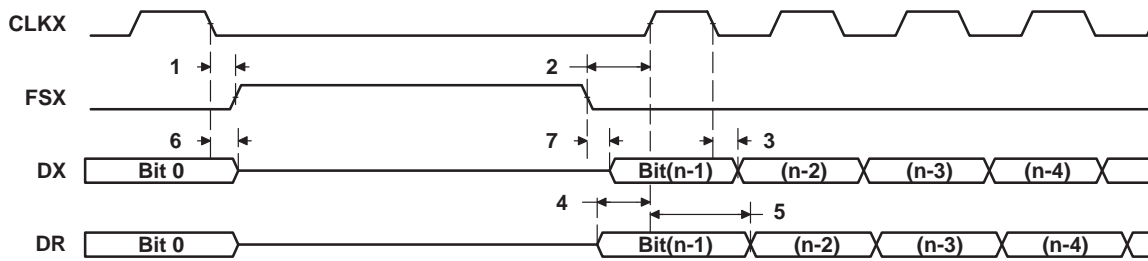 CLKX
1 2
FSX
6 7 3
DX Bit 0 Bit(n-1) (n-2) (n-3) (n-4)
4 5
DR Bit 0 Bit(n-1) (n-2) (n-3) (n-4)